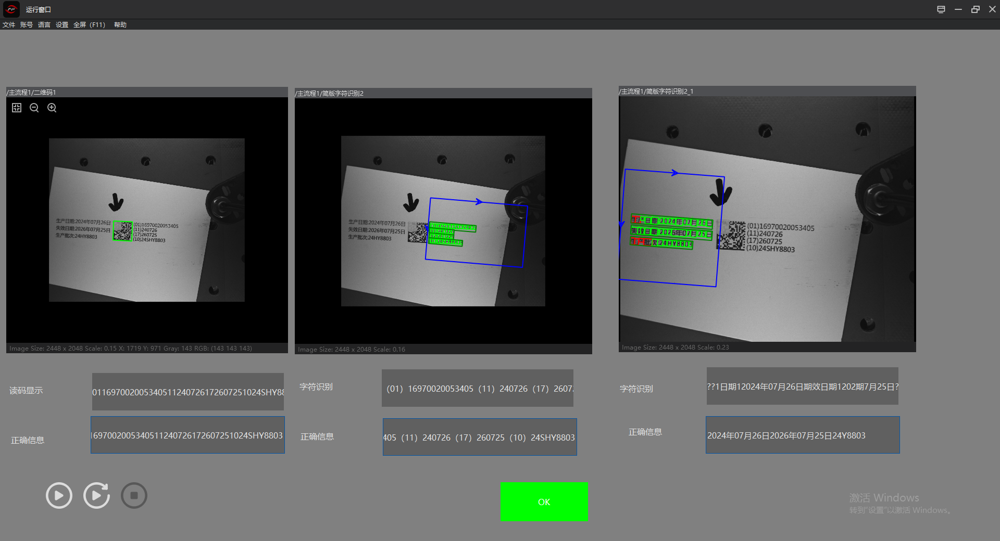 运行窗口
文件 账号 语言 设置 全屏（F11） 帮助
/主流程1/二维码1
生产日期:2024年07月26日
失效日期:2026年07月25日
生产批次:24HY8803
(01)16970020053405
(11)240726
(17)260725
(10)24SHY8803
Image Size: 2448 x 2048 Scale: 0.15 X: 1719 Y: 971 Gray: 143 RGB: (143 143 143)
/主流程1/简版字符识别2
生产日期:2024年07月26日
失效日期:2026年07月25日
生产批次:24HY8803
Image Size: 2448 x 2048 Scale: 0.16
/主流程1/简版字符识别2_1
生产日期:2024年07月26日
失效日期:2026年07月25日
生产批次:24HY8803
(01)16970020053405
(11)240726
(17)260725
(10)24SHY8803
Image Size: 2448 x 2048 Scale: 0.23
读码显示
011697002005340511240726172607251024SHY88
字符识别
（01）16970020053405（11）240726（17）2607
字符识别
??1日期12024年07月26日期效日期1202期7月25日?
正确信息
1697002005340511240726172607251024SHY8803
正确信息
405（11）240726（17）260725（10）24SHY8803
正确信息
2024年07月26日2026年07月25日24Y8803
OK
激活 Windows
转到"设置"以激活 Windows。